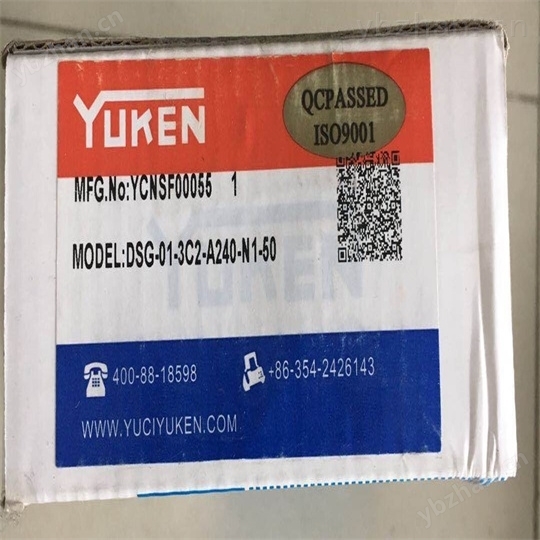 YUKEN
QCPASSED
ISO9001
MFG.No:YCNSF00055 1
MODEL:DSG-01-3C2-A240-N1-50
YUKEN
400-88-18598
+86-354-2426143
WWW.YUCIYUKEN.COM